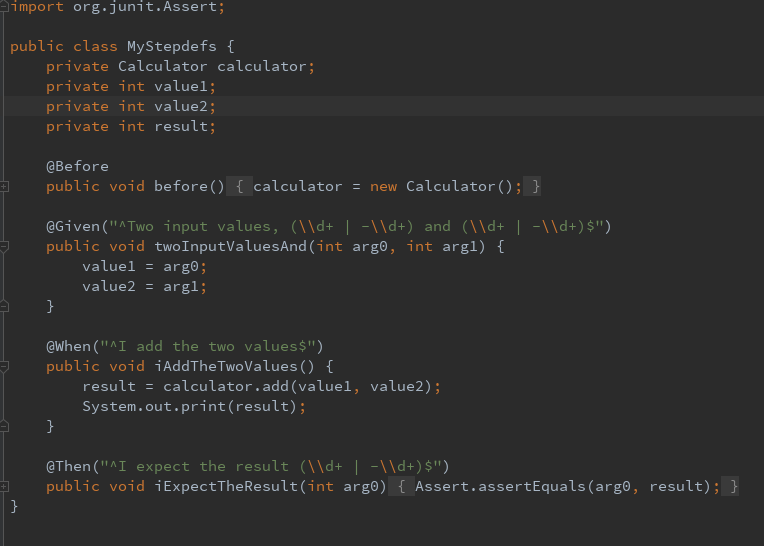 import org.junit.Assert;
public class MyStepdefs {
private Calculator calculator;
private int value1;
private int value2;
private int result;
@Before
public void before() { calculator = new Calculator(); }
@Given("^Two input values, (\\d+ | -\\d+) and (\\d+ | -\\d+)$")
public void twoInputValuesAnd(int arg0, int arg1) {
value1 = arg0;
value2 = arg1;
}
@When("^I add the two values$")
public void iAddTheTwoValues() {
result = calculator.add(value1, value2);
System.out.print(result);
}
@Then("^I expect the result (\\d+ | -\\d+)$")
public void iExpectTheResult(int arg0) { Assert.assertEquals(arg0, result); }
}